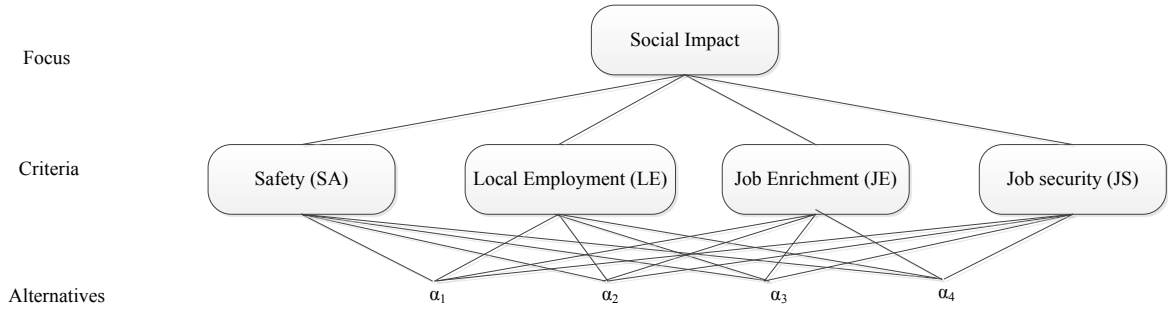 Focus
Social Impact
Criteria
Safety (SA)
Local Employment (LE)
Job Enrichment (JE)
Job security (JS)
Alternatives
α1
α2
α3
α4